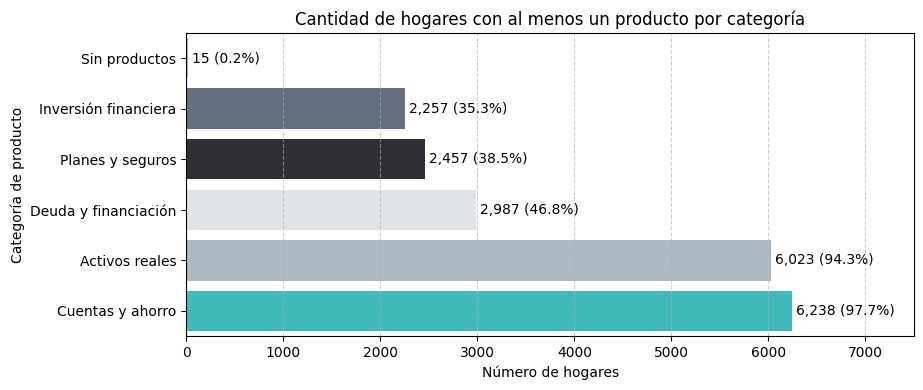 Cantidad de hogares con al menos un producto por categoría
Categoría de producto
Sin productos 15 (0.2%)
Inversión financiera 2,257 (35.3%)
Planes y seguros 2,457 (38.5%)
Deuda y financiación 2,987 (46.8%)
Activos reales 6,023 (94.3%)
Cuentas y ahorro 6,238 (97.7%)
0 1000 2000 3000 4000 5000 6000 7000
Número de hogares